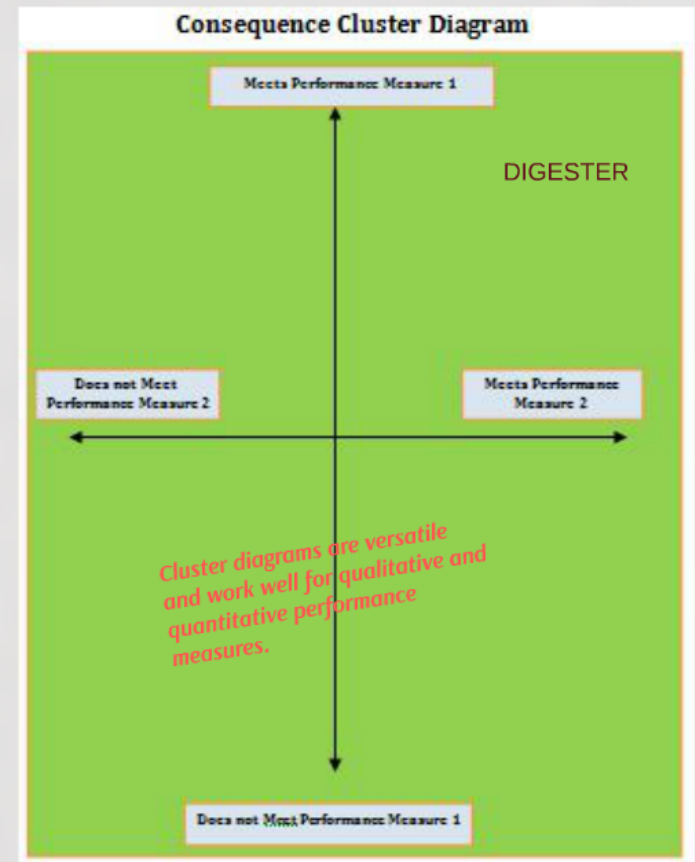 Consequence Cluster Diagram
Meets Performance Measure 1
DIGESTER
Does not Meet
Performance Measure 2
Meets Performance
Measure 2
Cluster diagrams are versatile
and work well for qualitative and
quantitative performance
measures.
Does not Meet Performance Measure 1